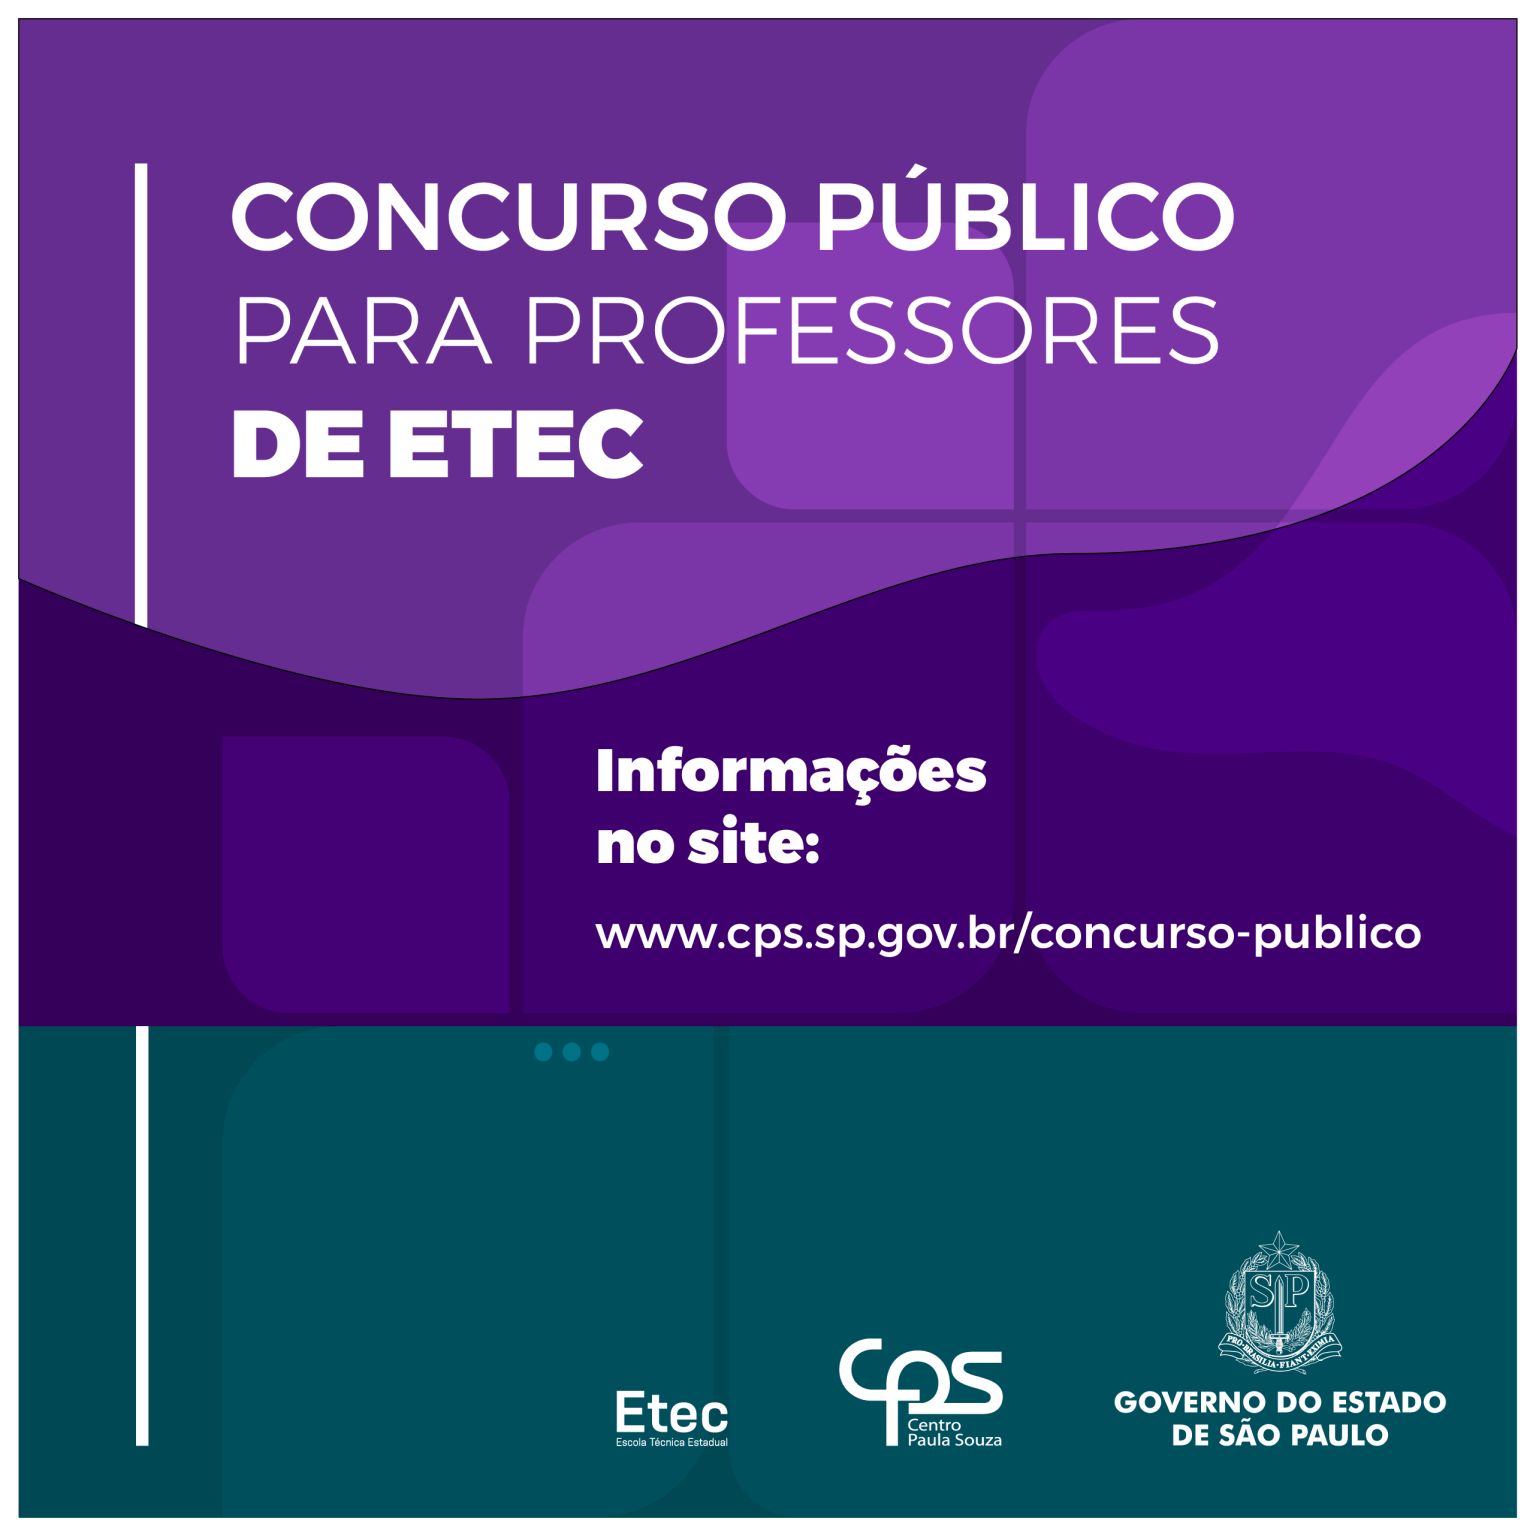 CONCURSO PÚBLICO
PARA PROFESSORES
DE ETEC
Informações
no site:
www.cps.sp.gov.br/concurso-publico
Etec
Escola Técnica Estadual
cps
Centro
Paula Souza
SP
PRO·BRASILIA·FIANT·EXIMIA
GOVERNO DO ESTADO
DE SÃO PAULO